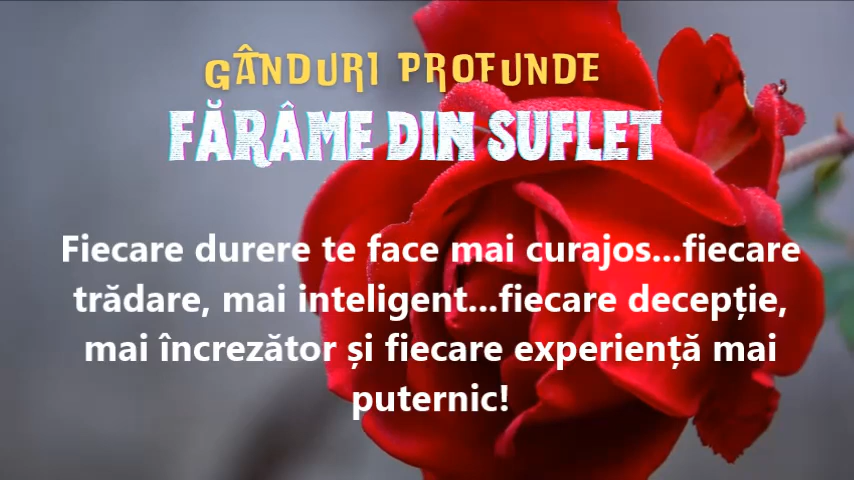 GÂNDURI PROFUNDE
FĂRÂME DIN SUFLET
Fiecare durere te face mai curajos...fiecare
trădare, mai inteligent...fiecare decepție,
mai încrezător și fiecare experiență mai
puternic!